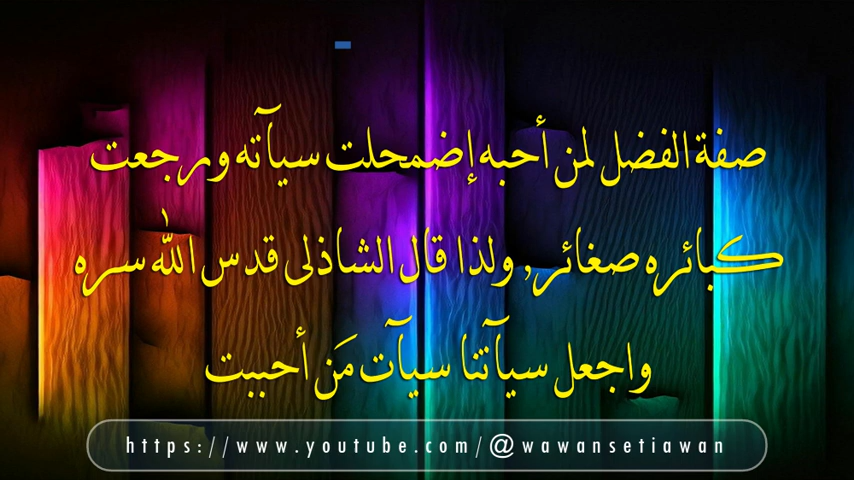 صفة الفضل لمن أحبه إضمحلت سيآته ورجعت
كبائره صغائر, ولذا قال الشاذلى قدس الله سره
واجعل سيآتنا سيآت مَن أحببت
https://www.youtube.com/@wawansetiawan